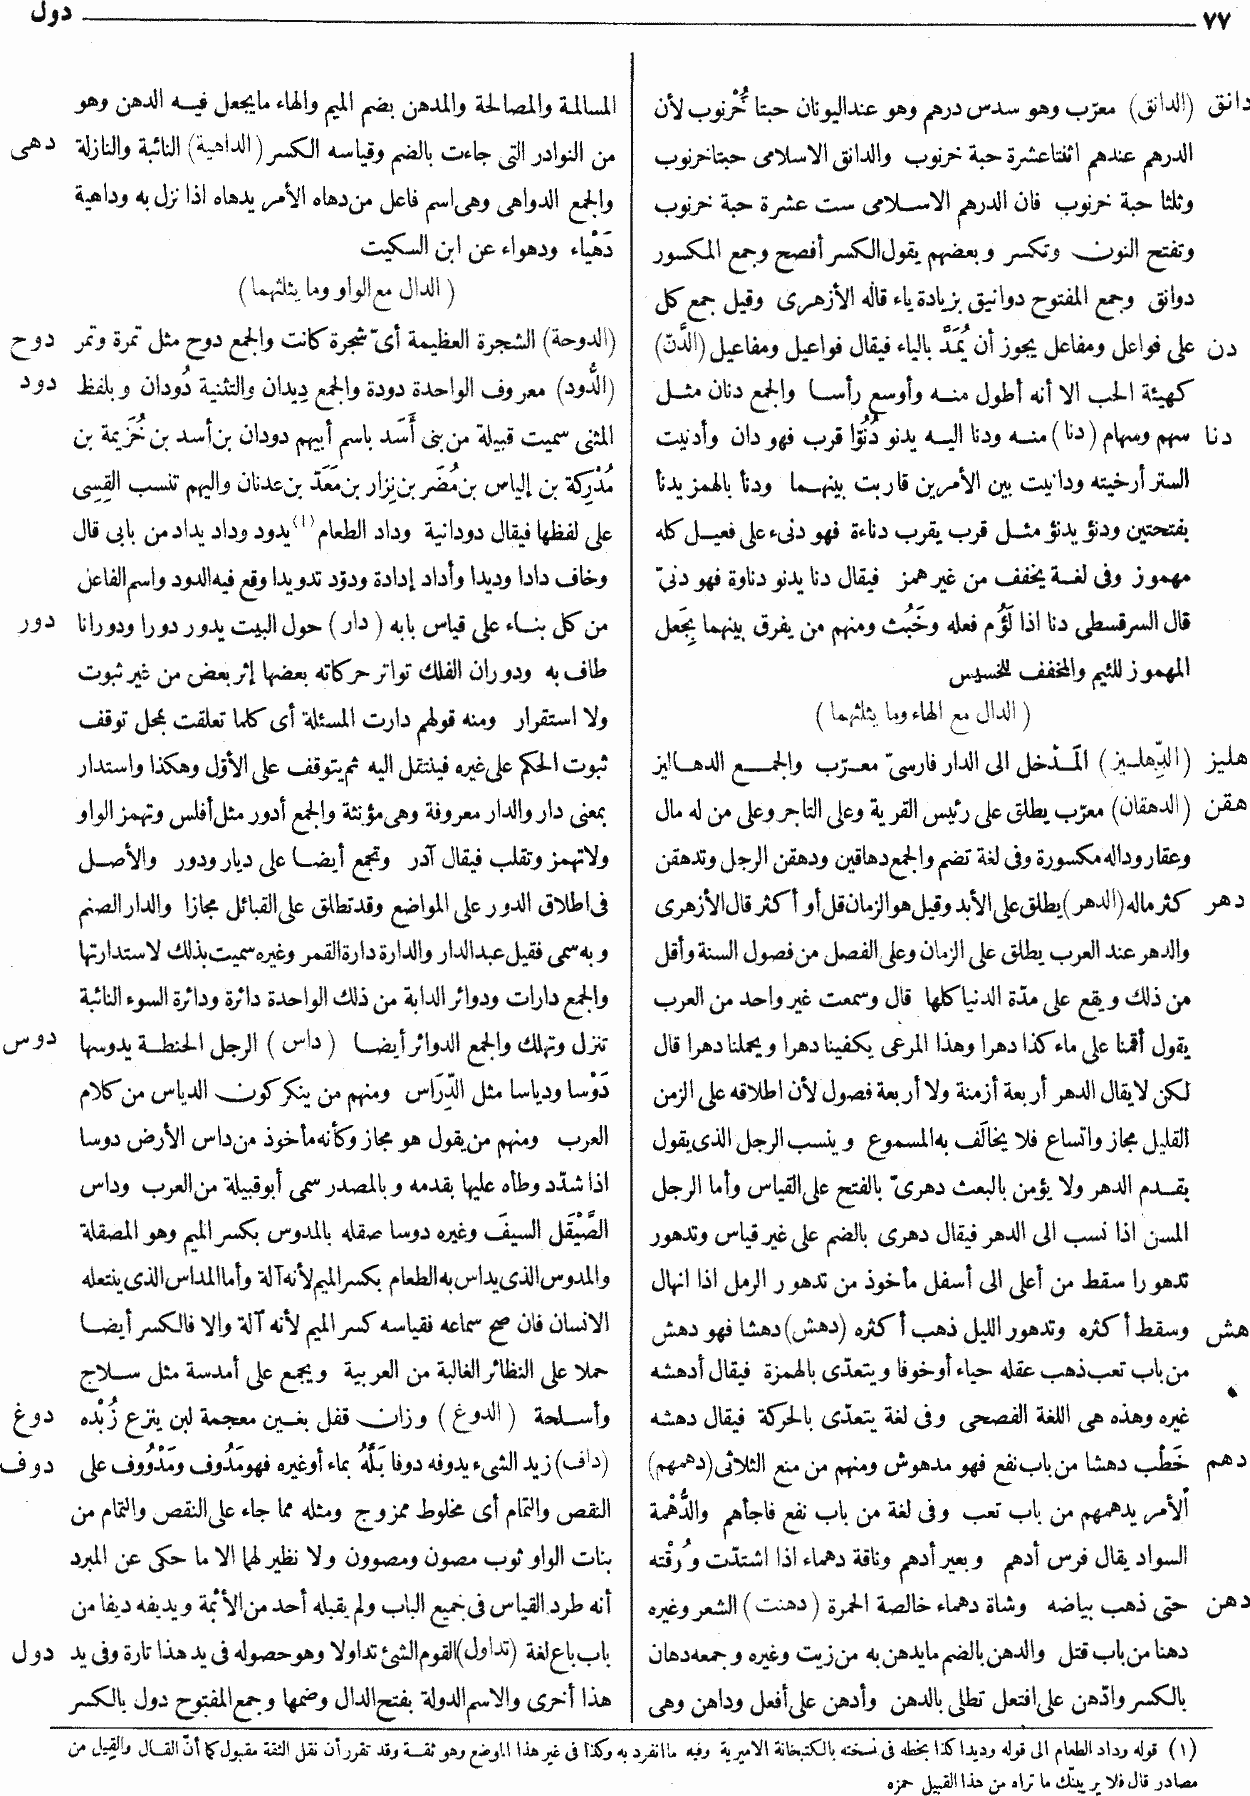 ٧٧ دول
دانق (الدانق) معرّب وهو سدس درهم وهو عند اليونان حبتا خُرْنوب لأن
الدرهم عندهم اثنتا عشرة حبة خرنوب والدانق الاسلامى حبتا خرنوب
وثلثا حبة خرنوب فان الدرهم الاسلامى ست عشرة حبة خرنوب
وتفتح النون وتكسر وبعضهم يقول الكسر أفصح وجمع المكسور
دوانق وجمع المفتوح دوانيق بزيادة ياء قاله الأزهرى وقيل جمع كل
دن على فواعل ومفاعل يجوز أن يُمَدَّ بالياء فيقال فواعيل ومفاعيل (الدَّنّ)
كهيئة الحب الا أنه أطول منه وأوسع رأسا والجمع دنان مثل
دنا سهم وسهام (دنا) منه ودنا اليه يدنو دُنُوّا قرب فهو دان وأدنيت
الستر أرخيته ودانيت بين الأمرين قاربت بينهما ودنأ بالهمز يدنأ
بفتحتين ودنؤ يدنؤ مثل قرب يقرب دناءة فهو دنىء على فعيل كله
مهموز وفى لغة يخفف من غير همز فيقال دنا يدنو دناوة فهو دنىّ
قال السرقسطى دنا اذا لَؤُم فعله وخَبُث ومنهم من يفرق بينهما بِجَعل
المهموز للئيم والمخفف للخسيس
(الدال مع الهاء وما يثلثهما)
هليز (الدِّهليز) المَدْخل الى الدار فارسىّ معرّب والجمع الدهاليز
هقن (الدهقان) معرّب يطلق على رئيس القرية وعلى التاجر وعلى من له مال
وعقار وداله مكسورة وفى لغة تضم والجمع دهاقين ودهقن الرجل وتدهقن
دهر كثر ماله (الدهر) يطلق على الأبد وقيل هو الزمان قل أو أكثر قال الأزهرى
والدهر عند العرب يطلق على الزمان وعلى الفصل من فصول السنة وأقل
من ذلك ويقع على مدّة الدنيا كلها قال وسمعت غير واحد من العرب
يقول أقمنا على ماء كذا دهرا وهذا المرعى يكفينا دهرا ويحملنا دهرا قال
لكن لا يقال الدهر أربعة أزمنة ولا أربعة فصول لأن اطلاقه على الزمن
القليل مجاز واتساع فلا يخالَف به المسموع وينسب الرجل الذى يقول
بقدم الدهر ولا يؤمن بالبعث دهرىّ بالفتح على القياس وأما الرجل
المسن اذا نسب الى الدهر فيقال دهرى بالضم على غير قياس وتدهور
تدهورا سقط من أعلى الى أسفل مأخوذ من تدهور الرمل اذا انهال
هش وسقط أكثره وتدهور الليل ذهب أكثره (دهش) دهشا فهو دهش
من باب تعب ذهب عقله حياء أو خوفا ويتعدّى بالهمزة فيقال أدهشه
غيره وهذه هى اللغة الفصحى وفى لغة يتعدّى بالحركة فيقال دهشه
دهم خَطْب دهشا من باب نفع فهو مدهوش ومنهم من منع الثلاثى (دهمهم)
الأمر يدهمهم من باب تعب وفى لغة من باب نفع فاجأهم والدُّهْمة
السواد يقال فرس أدهم وبعير أدهم وناقة دهماء اذا اشتدّت وُرقْته
دهن حتى ذهب بياضه وشاة دهماء خالصة الحمرة (دهنت) الشعر وغيره
دهنا من باب قتل والدهن بالضم ما يدهن به من زيت وغيره وجمعه دهان
بالكسر وادّهن على افتعل تطلى بالدهن وأدهن على أفعل وداهن وهى
المسالمة والمصالحة والمدهن بضم الميم والهاء ما يجعل فيه الدهن وهو
من النوادر التى جاءت بالضم وقياسه الكسر (الداهية) النائبة والنازلة دهى
والجمع الدواهى وهى اسم فاعل من دهاه الأمر يدهاه اذا نزل به وداهية
دَهْياء ودهواء عن ابن السكيت
(الدال مع الواو وما يثلثهما)
(الدوحة) الشجرة العظيمة أىّ شجرة كانت والجمع دوح مثل تمرة وتمر دوح
(الدُّود) معروف الواحدة دودة والجمع دِيدان والتثنية دُودان وبلفظ دود
المثنى سميت قبيلة من بنى أَسَد باسم أبيهم دودان بن أسد بن خُزَيمة بن
مُدْرِكة بن إلياس بن مُضَر بن نِزار بن مَعَدّ بن عدنان واليهم تنسب القِسِى
على لفظها فيقال دودانية وداد الطعام (١) يدود وداد يداد من بابى قال
وخاف دادا وديدا وأداد إدادة ودوّد تدويدا وقع فيه الدود واسم الفاعل
من كل بناء على قياس بابه (دار) حول البيت يدور دورا ودورانا دور
طاف به ودوران الفلك تواتر حركاته بعضها إثر بعض من غير ثبوت
ولا استقرار ومنه قولهم دارت المسئلة أى كلما تعلقت بمحل توقف
ثبوت الحكم على غيره فينتقل اليه ثم يتوقف على الأوّل وهكذا واستدار
بمعنى دار والدار معروفة وهى مؤنثة والجمع أدور مثل أفلس وتهمز الواو
ولا تهمز وتقلب فيقال آدر وتجمع أيضا على ديار ودور والأصل
فى اطلاق الدور على المواضع وقد تطلق على القبائل مجازا والدار الصنم
وبه سمى فقيل عبد الدار والدارة دارة القمر وغيره سميت بذلك لاستدارتها
والجمع دارات ودوائر الدابة من ذلك الواحدة دائرة ودائرة السوء النائبة
تنزل وتهلك والجمع الدوائر أيضا (داس) الرجل الحنطة يدوسها دوس
دَوْسا ودياسا مثل الدِّرَاس ومنهم من ينكر كون الدياس من كلام
العرب ومنهم من يقول هو مجاز وكأنه مأخوذ من داس الأرض دوسا
اذا شدّد وطأه عليها بقدمه وبالمصدر سمى أبو قبيلة من العرب وداس
الصَّيْقَل السيفَ وغيره دوسا صقله بالمدوس بكسر الميم وهو المصقلة
والمدوس الذى يداس به الطعام بكسر الميم لأنه آلة وأما المداس الذى ينتعله
الانسان فان صح سماعه فقياسه كسر الميم لأنه آلة والا فالكسر أيضا
حملا على النظائر الغالبة من العربية ويجمع على أمدسة مثل سلاح
وأسلحة (الدوغ) وزان قفل بغين معجمة لبن ينزع زُبْده دوغ
(داف) زيد الشىء يدوفه دوفا بَلَّهُ بماء أو غيره فهو مَدُوف ومَدْوُوف على دوف
النقص والتمام أى مخلوط ممزوج ومثله مما جاء على النقص والتمام من
بنات الواو ثوب مصون ومصوون ولا نظير لهما الا ما حكى عن المبرد
أنه طرد القياس فى جميع الباب ولم يقبله أحد من الأئمة ويديفه ديفا من
باب باع لغة (تداول) القوم الشئ تداولا وهو حصوله فى يد هذا تارة وفى يد دول
هذا أخرى والاسم الدولة بفتح الدال وضمها وجمع المفتوح دول بالكسر
(١) قوله وداد الطعام الى قوله وديدا كذا بخطه فى نسخته بالكتبخانة الاميرية وفيه ما انفرد به وكذا فى غير هذا الموضع وهو ثقة وقد تقرر أن نقل الثقة مقبول كما أنّ القال والقيل من
مصادر قال فلا يريبنّك ما تراه من هذا القبيل حمزه